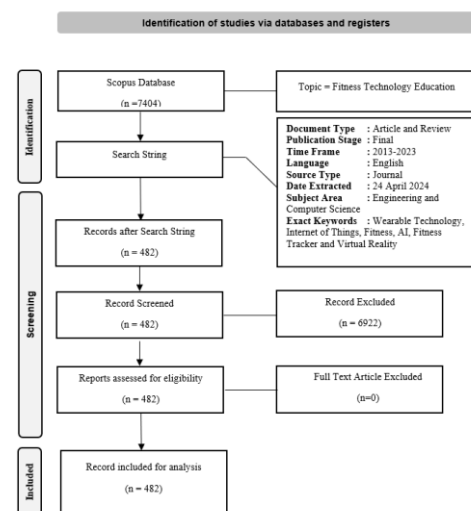 Identification of studies via databases and registers
Identification
Scopus Database
(n =7404)
Topic = Fitness Technology Education
Search String
Document Type : Article and Review
Publication Stage : Final
Time Frame : 2013-2023
Language : English
Source Type : Journal
Date Extracted : 24 April 2024
Subject Area : Engineering and
Computer Science
Exact Keywords : Wearable Technology,
Internet of Things, Fitness, AI, Fitness
Tracker and Virtual Reality
Screening
Records after Search String
(n = 482)
Record Screened
(n = 482)
Record Excluded
(n = 6922)
Reports assessed for eligibility
(n = 482)
Full Text Article Excluded
(n=0)
Included
Record included for analysis
(n = 482)